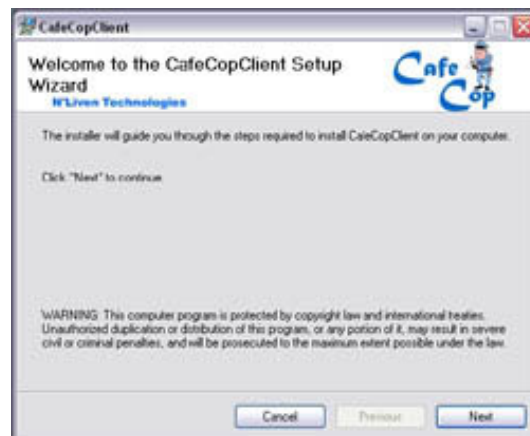 CafeCopClient
Welcome to the CafeCopClient Setup
Wizard
N'Liven Technologies
Cafe
Cop
The installer will guide you through the steps required to install CafeCopClient on your computer.
Click "Next" to continue.
WARNING: This computer program is protected by copyright law and international treaties.
Unauthorized duplication or distribution of this program, or any portion of it, may result in severe
civil or criminal penalties, and will be prosecuted to the maximum extent possible under the law.
Cancel
Previous
Next